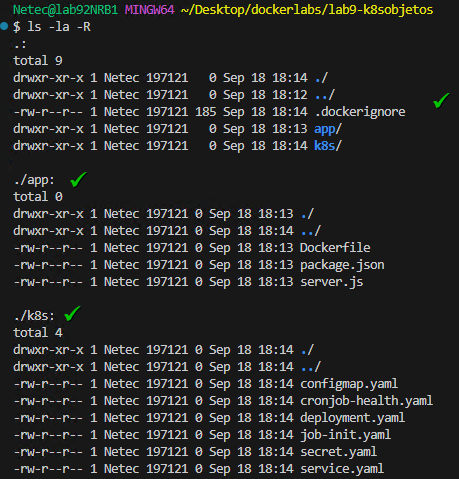 Netec@lab92NRB1 MINGW64 ~/Desktop/dockerlabs/lab9-k8sobjetos
$ ls -la -R
.:
total 9
drwxr-xr-x 1 Netec 197121   0 Sep 18 18:14 ./
drwxr-xr-x 1 Netec 197121   0 Sep 18 18:12 ../
-rw-r--r-- 1 Netec 197121 185 Sep 18 18:14 .dockerignore
drwxr-xr-x 1 Netec 197121   0 Sep 18 18:13 app/
drwxr-xr-x 1 Netec 197121   0 Sep 18 18:14 k8s/
./app:
total 0
drwxr-xr-x 1 Netec 197121 0 Sep 18 18:13 ./
drwxr-xr-x 1 Netec 197121 0 Sep 18 18:14 ../
-rw-r--r-- 1 Netec 197121 0 Sep 18 18:13 Dockerfile
-rw-r--r-- 1 Netec 197121 0 Sep 18 18:13 package.json
-rw-r--r-- 1 Netec 197121 0 Sep 18 18:13 server.js
./k8s:
total 4
drwxr-xr-x 1 Netec 197121 0 Sep 18 18:14 ./
drwxr-xr-x 1 Netec 197121 0 Sep 18 18:14 ../
-rw-r--r-- 1 Netec 197121 0 Sep 18 18:14 configmap.yaml
-rw-r--r-- 1 Netec 197121 0 Sep 18 18:14 cronjob-health.yaml
-rw-r--r-- 1 Netec 197121 0 Sep 18 18:14 deployment.yaml
-rw-r--r-- 1 Netec 197121 0 Sep 18 18:14 job-init.yaml
-rw-r--r-- 1 Netec 197121 0 Sep 18 18:14 secret.yaml
-rw-r--r-- 1 Netec 197121 0 Sep 18 18:14 service.yaml